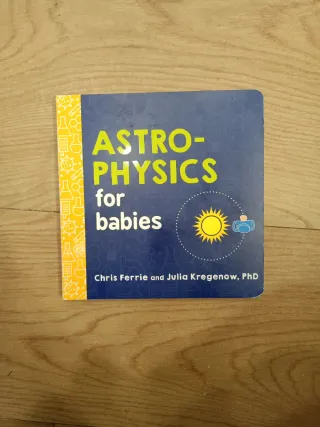 ASTRO-
PHYSICS
for
babies
Chris Ferrie and Julia Kregenow, PhD